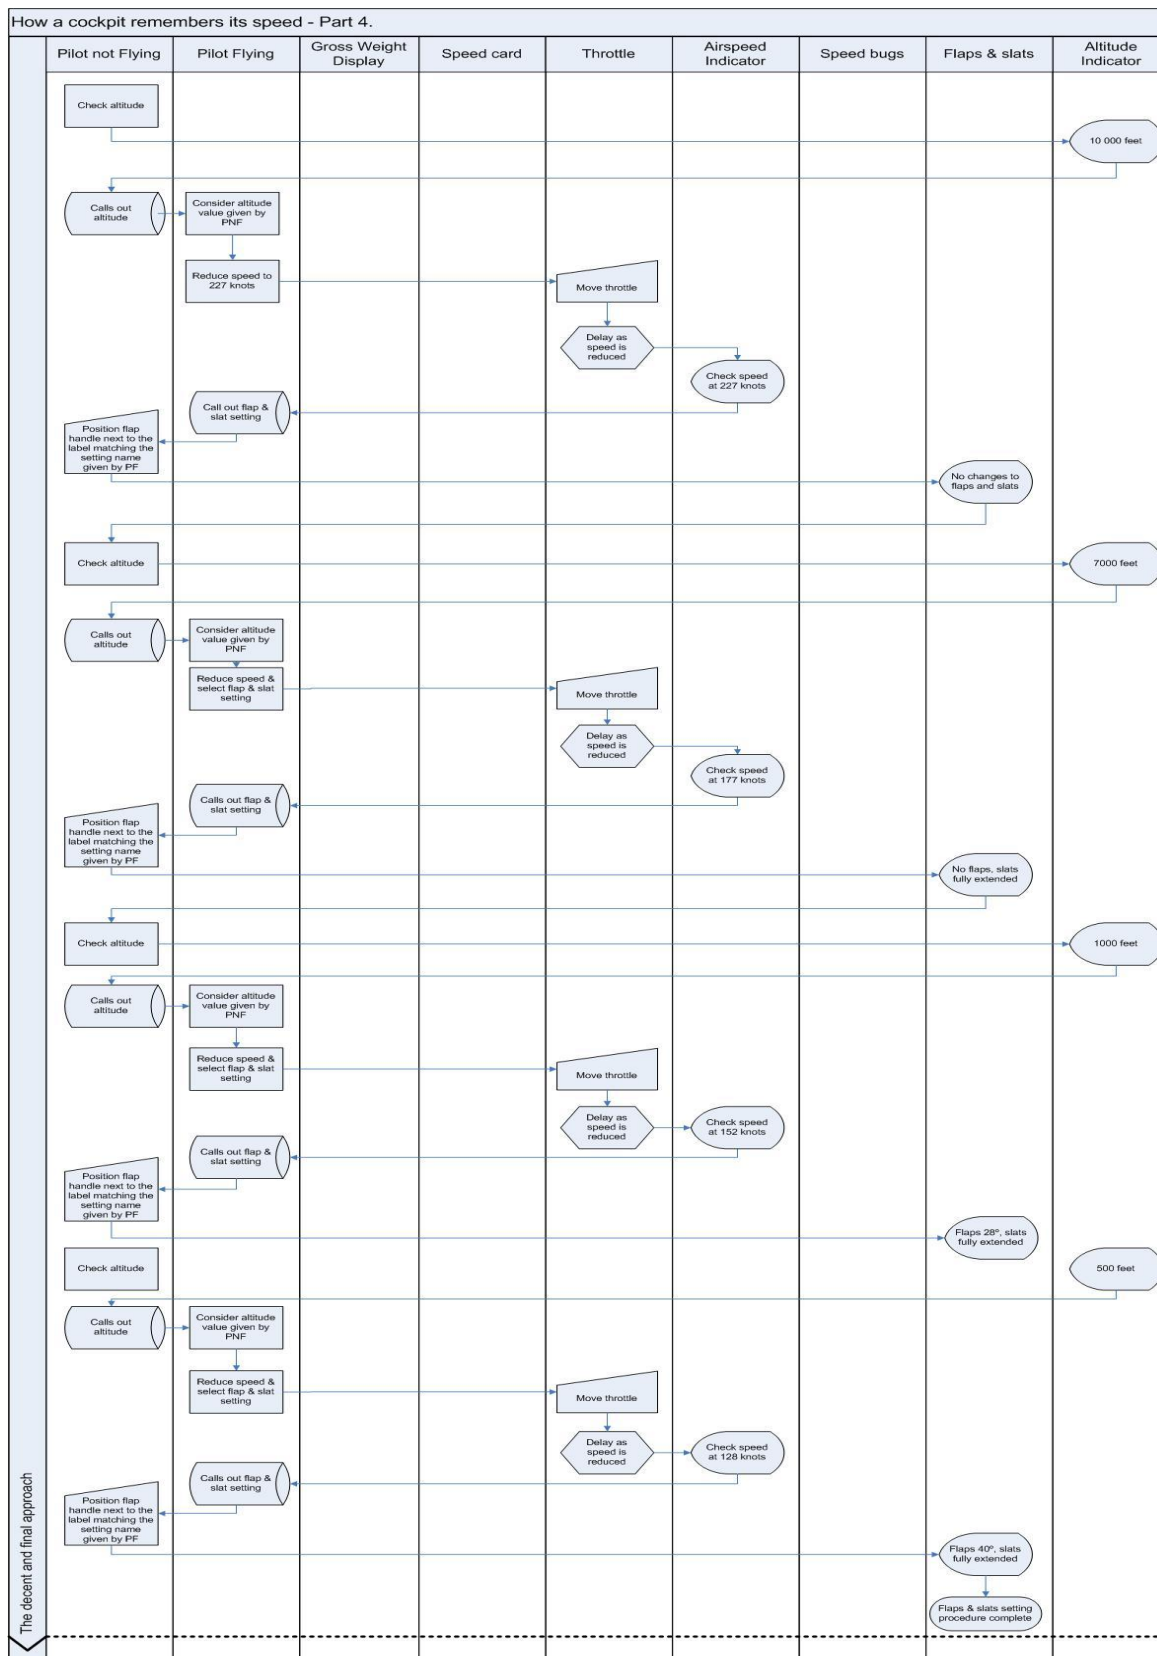 How a cockpit remembers its speed - Part 4.
Pilot not Flying
Pilot Flying
Gross Weight
Display
Speed card
Throttle
Airspeed
Indicator
Speed bugs
Flaps & slats
Altitude
Indicator
Check altitude
10 000 feet
Calls out
altitude
Consider altitude
value given by
PNF
Reduce speed to
227 knots
Move throttle
Delay as
speed is
reduced
Check speed
at 227 knots
Call out flap &
slat setting
Position flap
handle next to the
label matching the
setting name
given by PF
No changes to
flaps and slats
Check altitude
7000 feet
Calls out
altitude
Consider altitude
value given by
PNF
Reduce speed &
select flap & slat
setting
Move throttle
Delay as
speed is
reduced
Check speed
at 177 knots
Calls out flap &
slat setting
Position flap
handle next to the
label matching the
setting name
given by PF
No flaps, slats
fully extended
Check altitude
1000 feet
Calls out
altitude
Consider altitude
value given by
PNF
Reduce speed &
select flap & slat
setting
Move throttle
Delay as
speed is
reduced
Check speed
at 152 knots
Calls out flap &
slat setting
Position flap
handle next to the
label matching the
setting name
given by PF
Flaps 28º, slats
fully extended
Check altitude
500 feet
Calls out
altitude
Consider altitude
value given by
PNF
Reduce speed &
select flap & slat
setting
Move throttle
Delay as
speed is
reduced
Check speed
at 128 knots
Calls out flap &
slat setting
Position flap
handle next to the
label matching the
setting name
given by PF
Flaps 40º, slats
fully extended
Flaps & slats setting
procedure complete
The decent and final approach